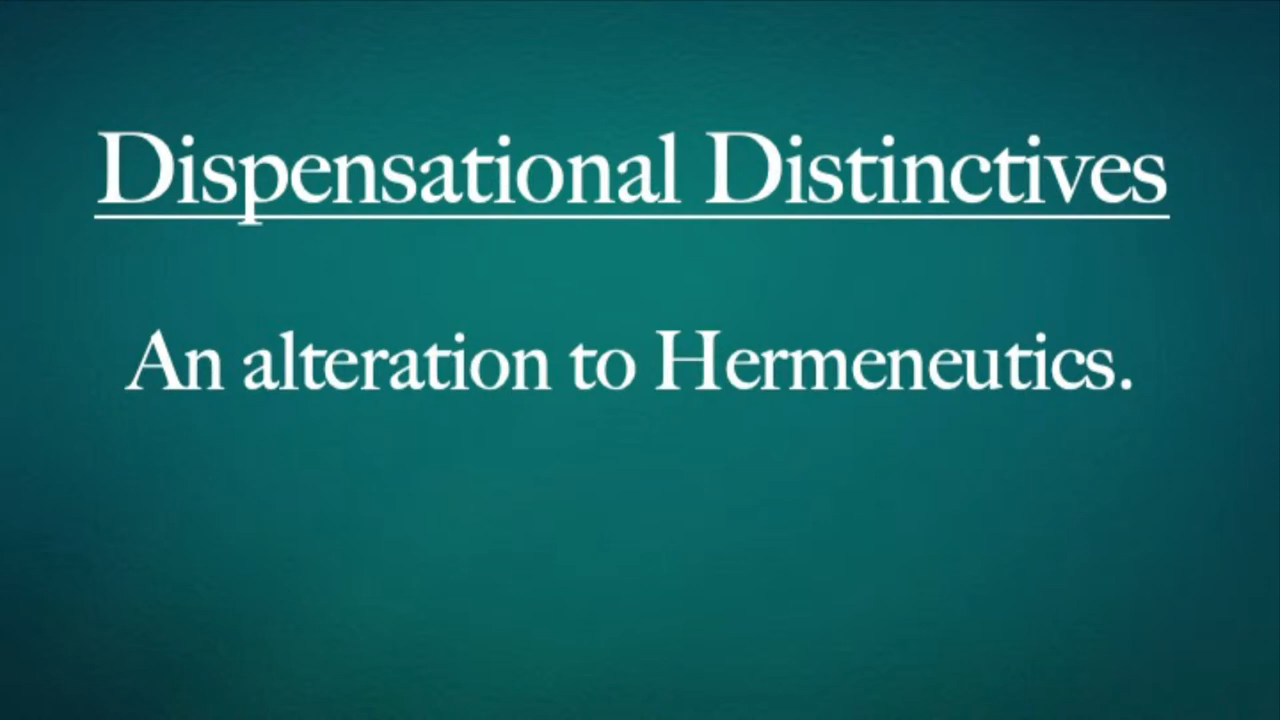 Dispensational Distinctives
An alteration to Hermeneutics.